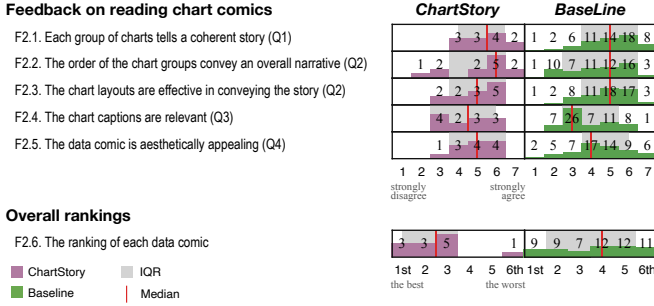 Feedback on reading chart comics ChartStory BaseLine
F2.1. Each group of charts tells a coherent story (Q1) 3 3 4 2 1 2 6 11 14 18 8
F2.2. The order of the chart groups convey an overall narrative (Q2) 1 2 2 5 2 1 10 7 11 12 16 3
F2.3. The chart layouts are effective in conveying the story (Q2) 2 2 3 5 1 2 8 11 18 17 3
F2.4. The chart captions are relevant (Q3) 4 2 3 3 7 26 7 11 8 1
F2.5. The data comic is aesthetically appealing (Q4) 1 3 4 4 2 5 7 17 14 9 6
1 2 3 4 5 6 7 1 2 3 4 5 6 7
strongly disagree strongly agree
Overall rankings
F2.6. The ranking of each data comic 3 3 5 1 9 9 7 12 12 11
1st 2 3 4 5 6th 1st 2 3 4 5 6th
the best the worst
ChartStory IQR
Baseline Median